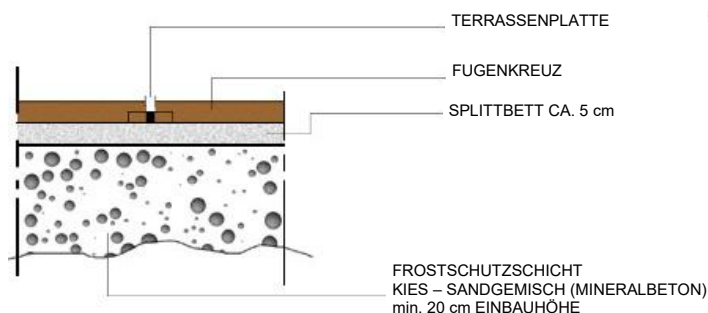 TERRASSENPLATTE
FUGENKREUZ
SPLITTBETT CA. 5 cm
FROSTSCHUTZSCHICHT
KIES – SANDGEMISCH (MINERALBETON)
min. 20 cm EINBAUHÖHE